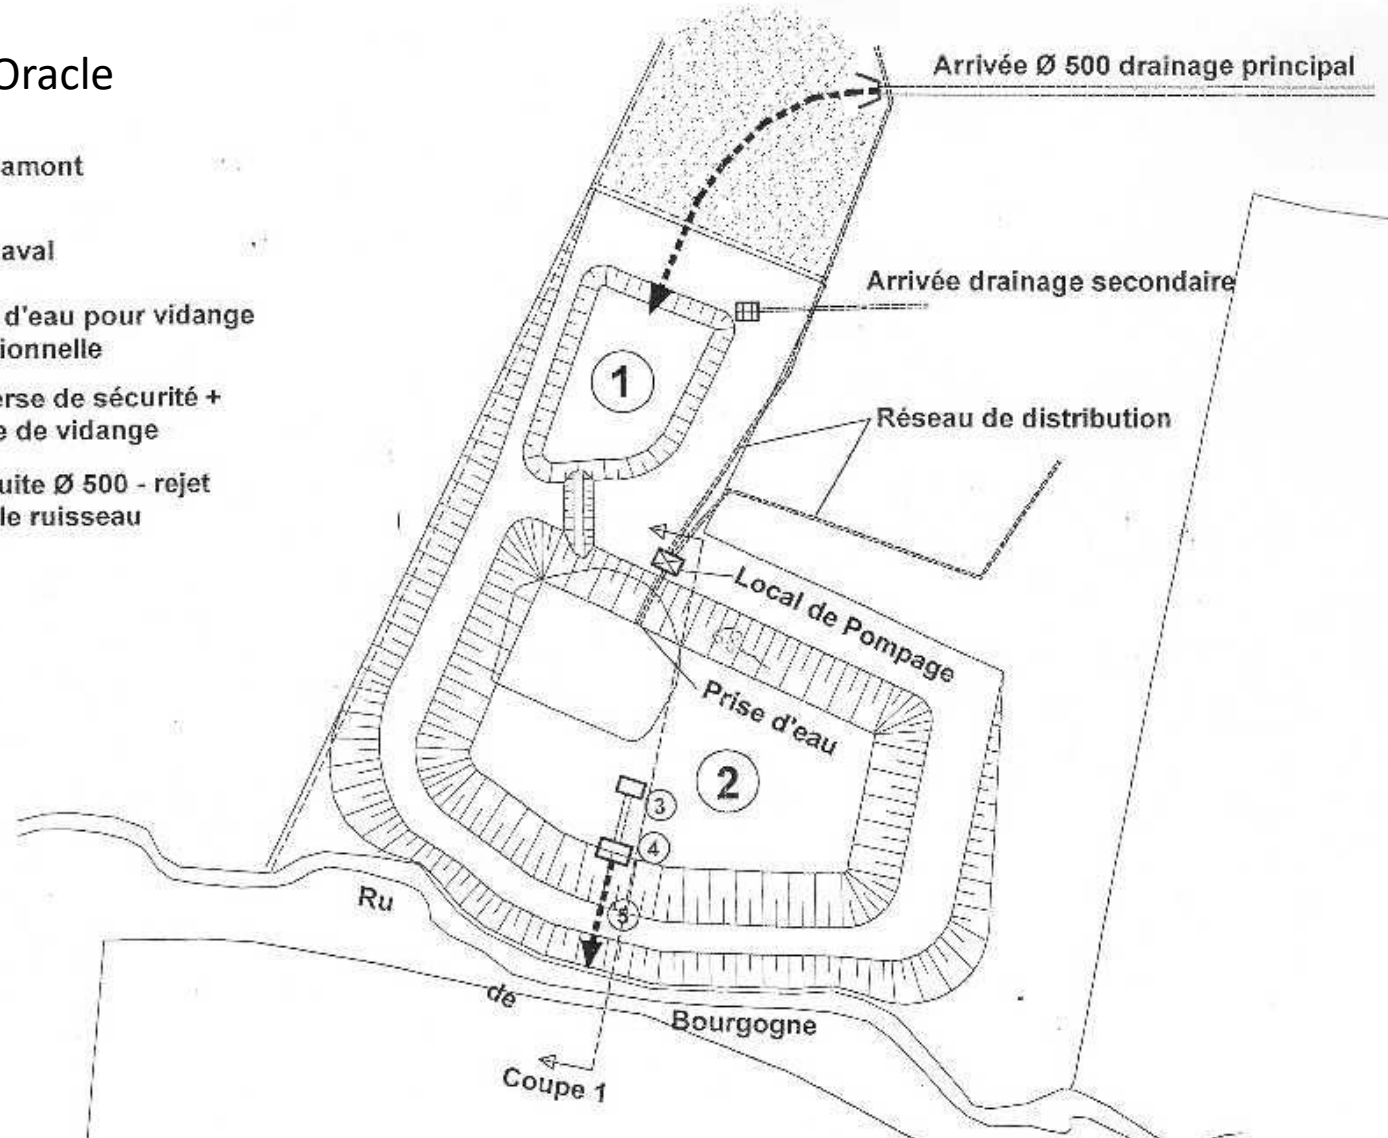 Oracle
amont
aval
d'eau pour vidange
ionnelle
erse de sécurité +
e de vidange
uite Ø 500 - rejet
le ruisseau
Arrivée Ø 500 drainage principal
Arrivée drainage secondaire
1
Réseau de distribution
Local de Pompage
Prise d'eau
2
3
4
5
Ru
de
Bourgogne
Coupe 1